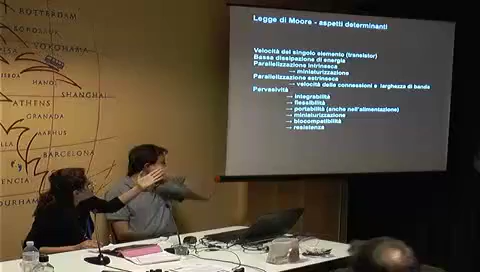 ROTTERDAM
BORDEAUX
YOKOHAMA
HANOI
SHANGHAI
ATHENS
GRANADA
AARHUS
BARCELONA
DURHAM
Legge di Moore - aspetti determinanti
Velocità del singolo elemento (transistor)
Bassa dissipazione di energia
Parallelizzazione intrinseca
→ miniaturizzazione
Parallelizzazione estrinseca
→ velocità delle connessioni e larghezza di banda
Pervasività
→ integrabilità
→ flessibilità
→ portabilità (anche nell'alimentazione)
→ miniaturizzazione
→ biocompatibilità
→ resistenza